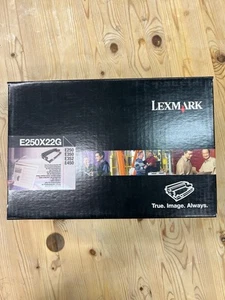 LEXMARK
E250X22G
E250
E350
E352
E450
True. Image. Always.